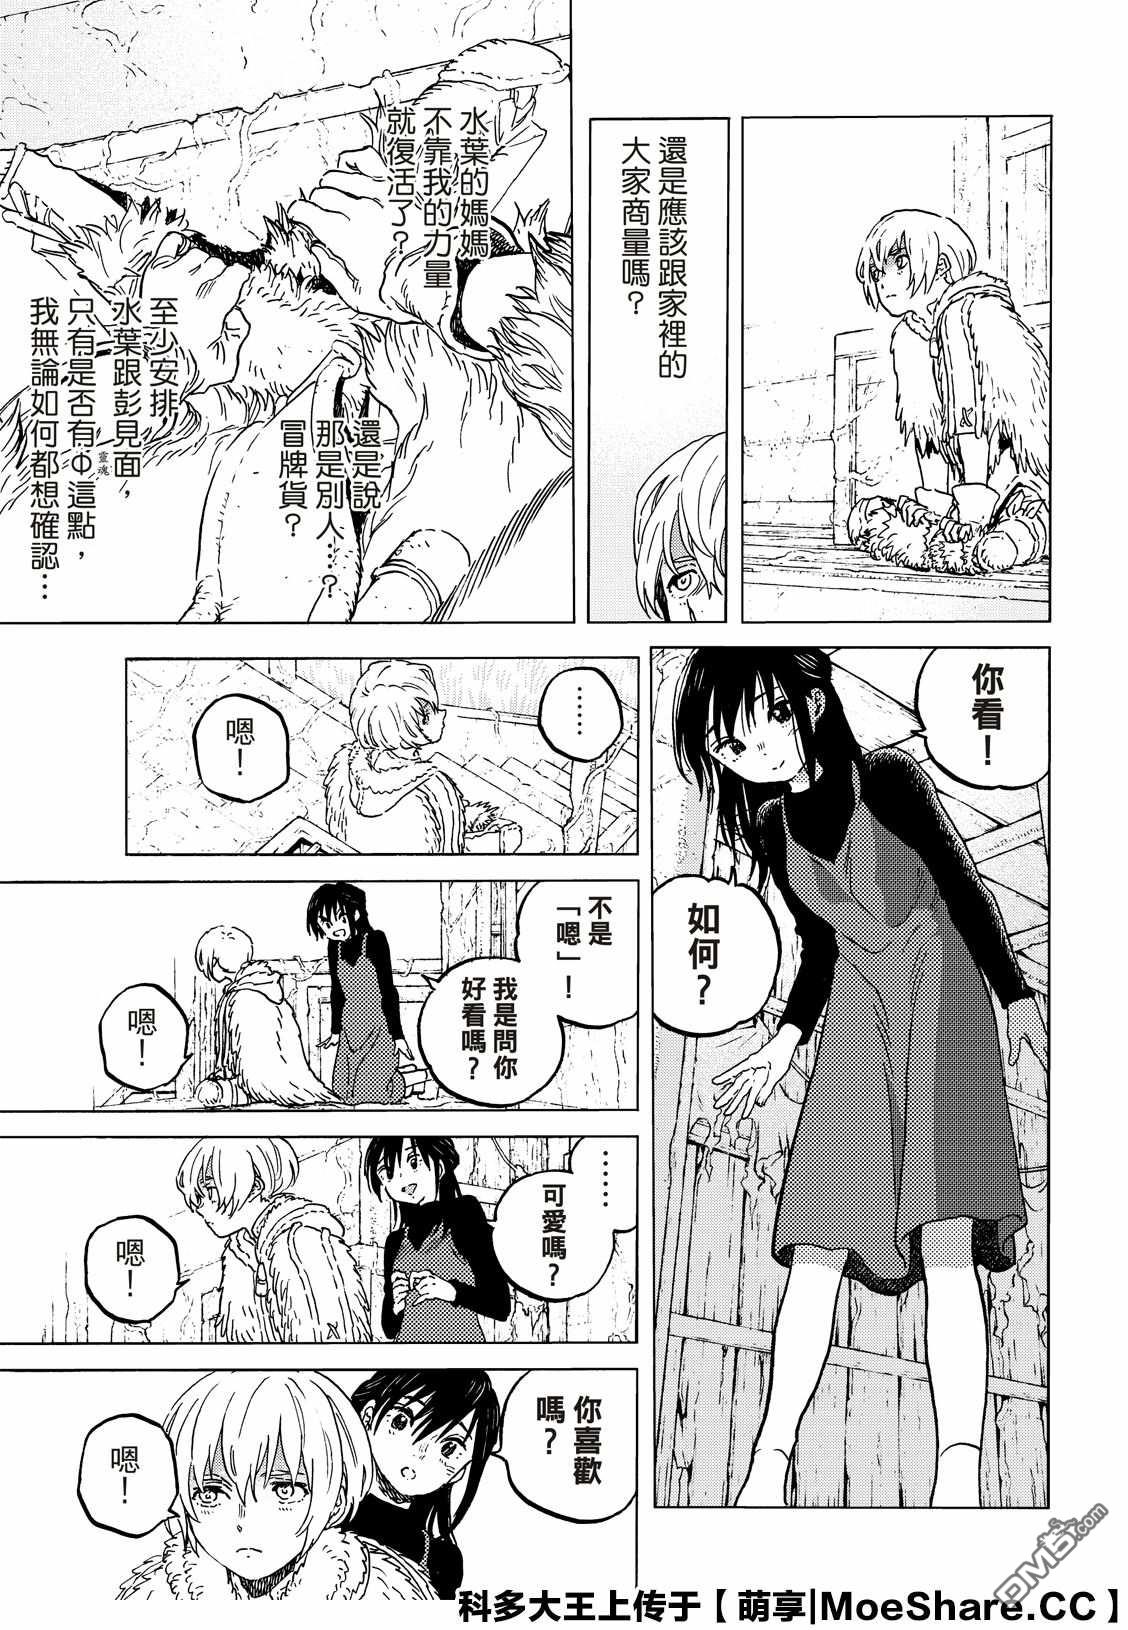 還是應該跟家裡的
大家商量嗎？
水葉的媽媽
不靠我的力量
就復活了？
還是說
那是別人…？
冒牌貨？
至少安排
水葉跟彭見面，
只有是否有Φ這點，
靈魂
我無論如何都想確認…
你看！
如何？
……
嗯！
不是
「嗯」！
我是問你
好看嗎？
嗯！
……
可愛嗎？
嗯！
你喜歡
嗎？
嗯！
DM5.com
科多大王上传于【萌享|MoeShare.CC】